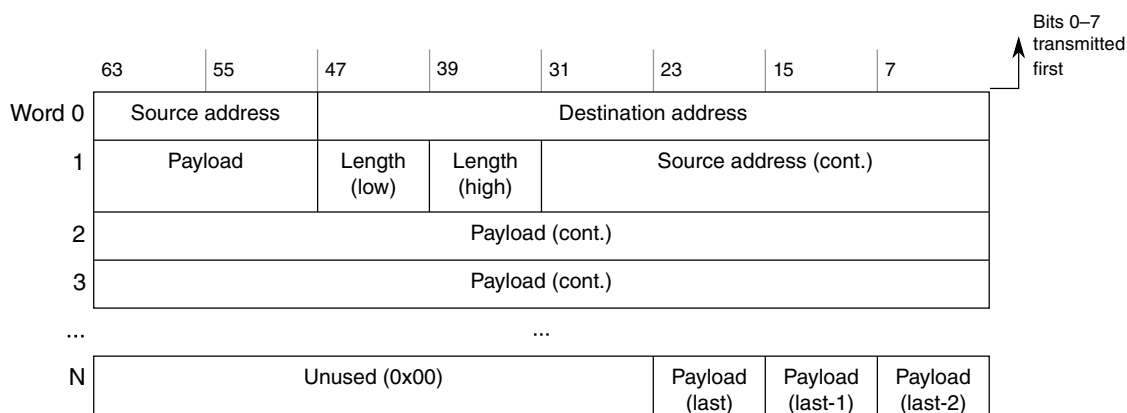 Bits 0–7
transmitted
first
63 55 47 39 31 23 15 7
Word 0 Source address Destination address
1 Payload Length (low) Length (high) Source address (cont.)
2 Payload (cont.)
3 Payload (cont.)
... ...
N Unused (0x00) Payload (last) Payload (last-1) Payload (last-2)